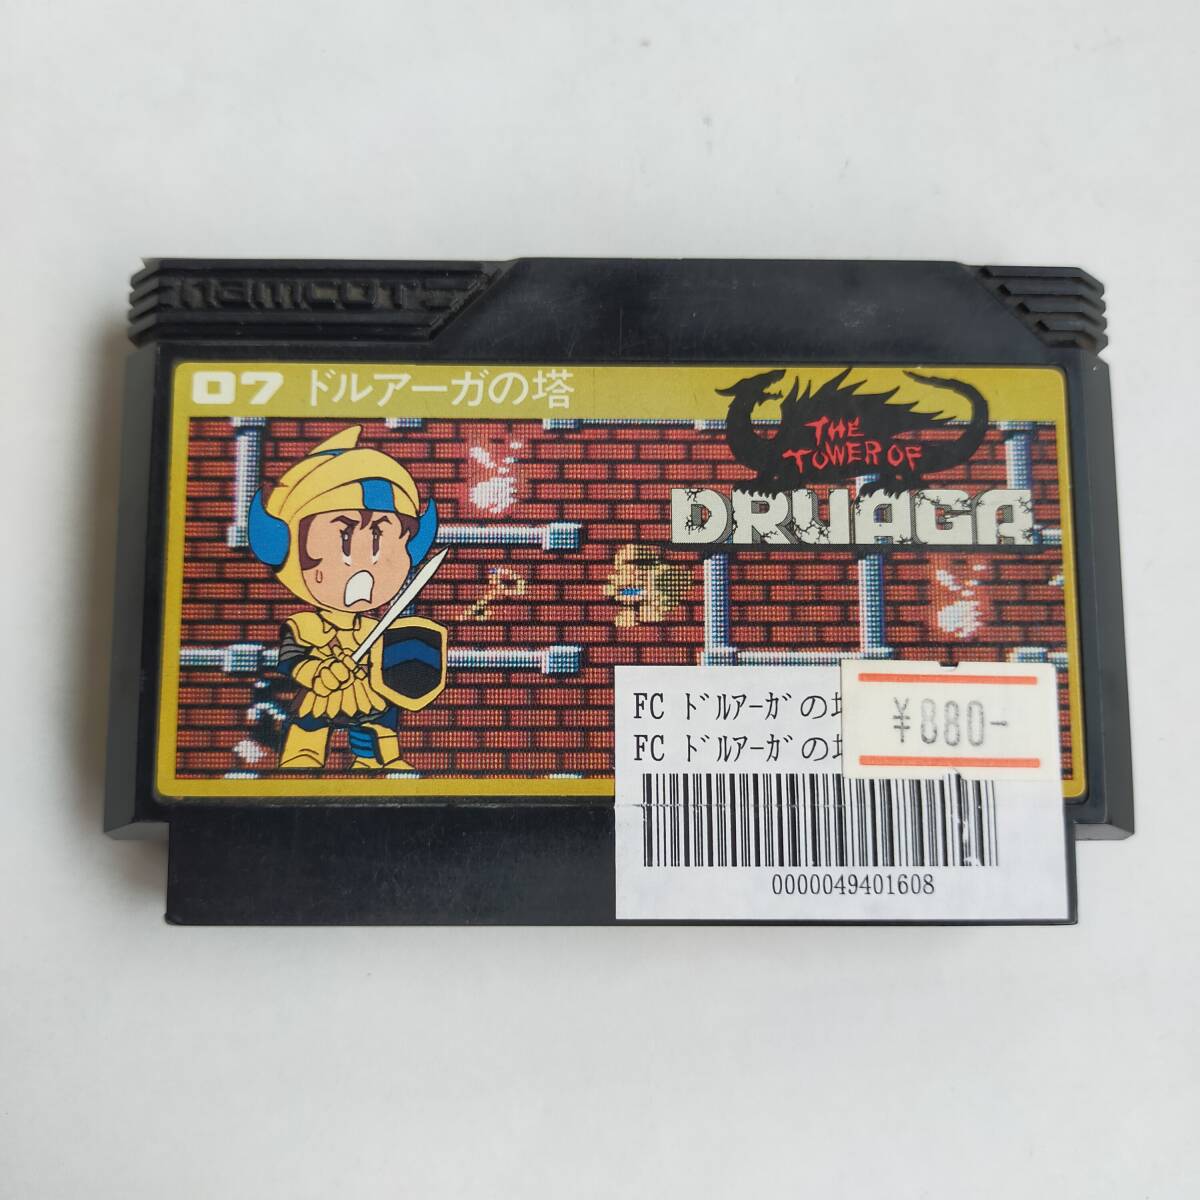 namcot
07 ドルアーガの塔
THE
TOWER OF
DRUAGA
FC ﾄﾞﾙｱｰｶﾞの
¥880-
FC ﾄﾞﾙｱｰｶﾞの
0000049401608